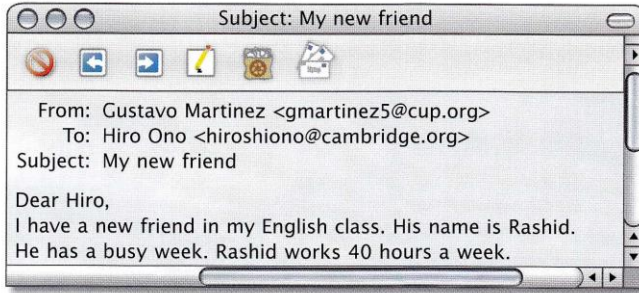 Subject: My new friend
From: Gustavo Martinez <gmartinez5@cup.org>
To: Hiro Ono <hiroshiono@cambridge.org>
Subject: My new friend
Dear Hiro,
I have a new friend in my English class. His name is Rashid.
He has a busy week. Rashid works 40 hours a week.